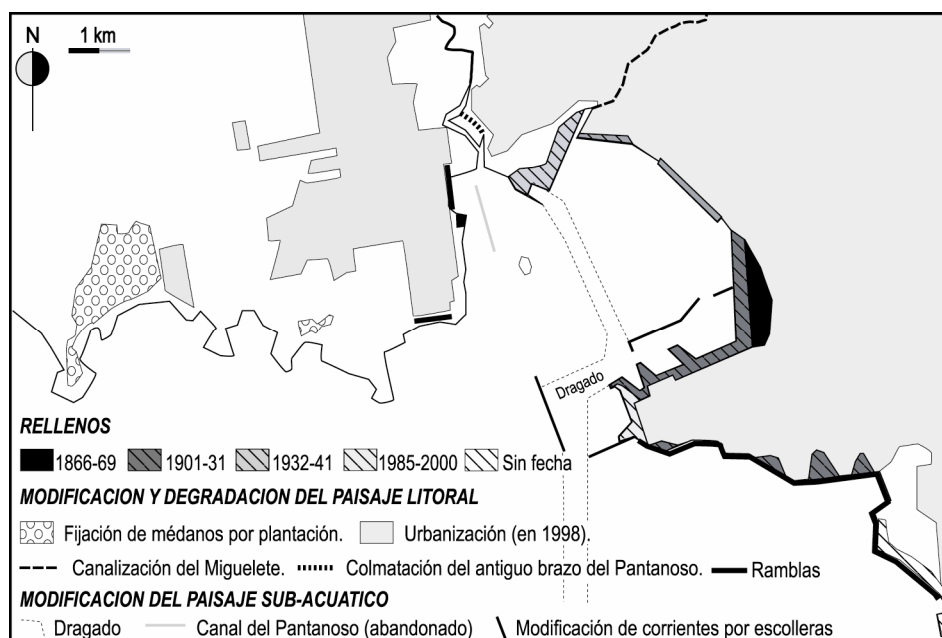 N
1 km
Dragado
RELLENOS
1866-69 1901-31 1932-41 1985-2000 Sin fecha
MODIFICACION Y DEGRADACION DEL PAISAJE LITORAL
Fijación de médanos por plantación. Urbanización (en 1998).
Canalización del Miguelete. Colmatación del antiguo brazo del Pantanoso. Ramblas
MODIFICACION DEL PAISAJE SUB-ACUATICO
Dragado Canal del Pantanoso (abandonado) Modificación de corrientes por escolleras